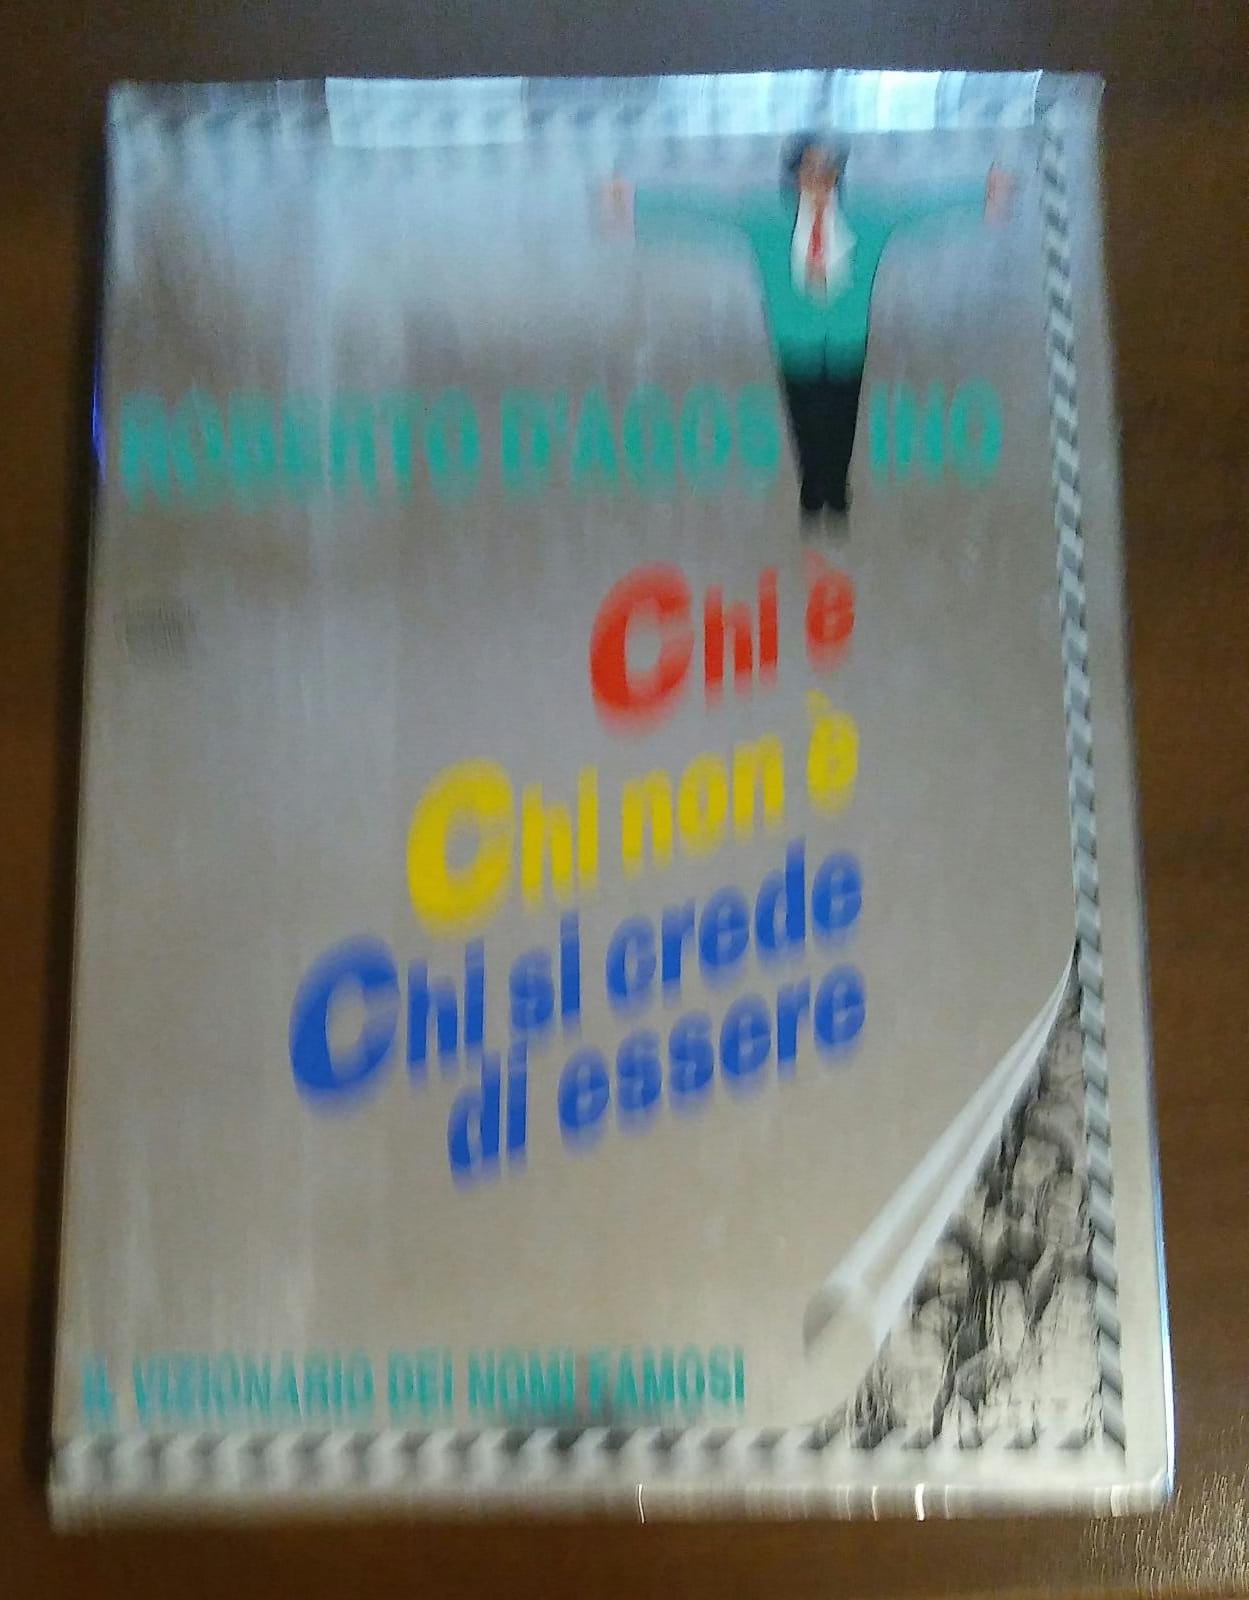 ROBERTO D'AGOSTINO
Chi è
Chi non è
Chi si crede
di essere
IL VIZIONARIO DEI NOMI FAMOSI